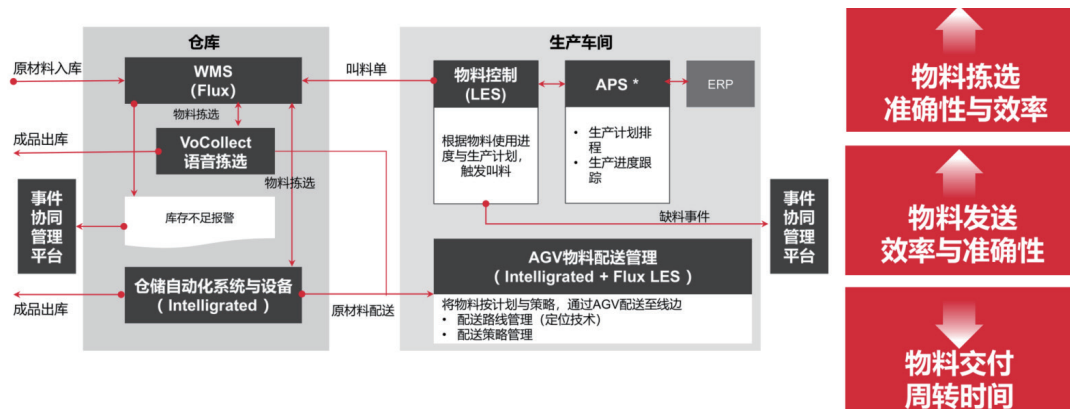 仓库
原材料入库
WMS
(Flux)
物料拣选
成品出库
VoCollect
语音拣选
物料拣选
事件
协同
管理
平台
库存不足报警
仓储自动化系统与设备
( Intelligrated )
成品出库
叫料单
原材料配送
生产车间
物料控制
(LES)
根据物料使用进
度与生产计划，
触发叫料
APS *
• 生产计划排
程
• 生产进度跟
踪
ERP
缺料事件
事件
协同
管理
平台
AGV物料配送管理
( Intelligrated + Flux LES )
将物料按计划与策略，通过AGV配送至线边
• 配送路线管理（定位技术）
• 配送策略管理
物料拣选
准确性与效率
物料发送
效率与准确性
物料交付
周转时间